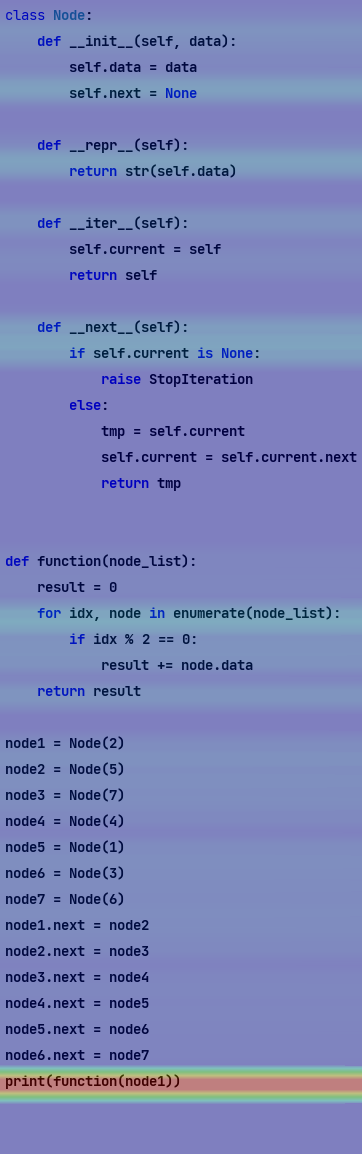 class Node:
    def __init__(self, data):
        self.data = data
        self.next = None

    def __repr__(self):
        return str(self.data)

    def __iter__(self):
        self.current = self
        return self

    def __next__(self):
        if self.current is None:
            raise StopIteration
        else:
            tmp = self.current
            self.current = self.current.next
            return tmp


def function(node_list):
    result = 0
    for idx, node in enumerate(node_list):
        if idx % 2 == 0:
            result += node.data
    return result

node1 = Node(2)
node2 = Node(5)
node3 = Node(7)
node4 = Node(4)
node5 = Node(1)
node6 = Node(3)
node7 = Node(6)
node1.next = node2
node2.next = node3
node3.next = node4
node4.next = node5
node5.next = node6
node6.next = node7
print(function(node1))